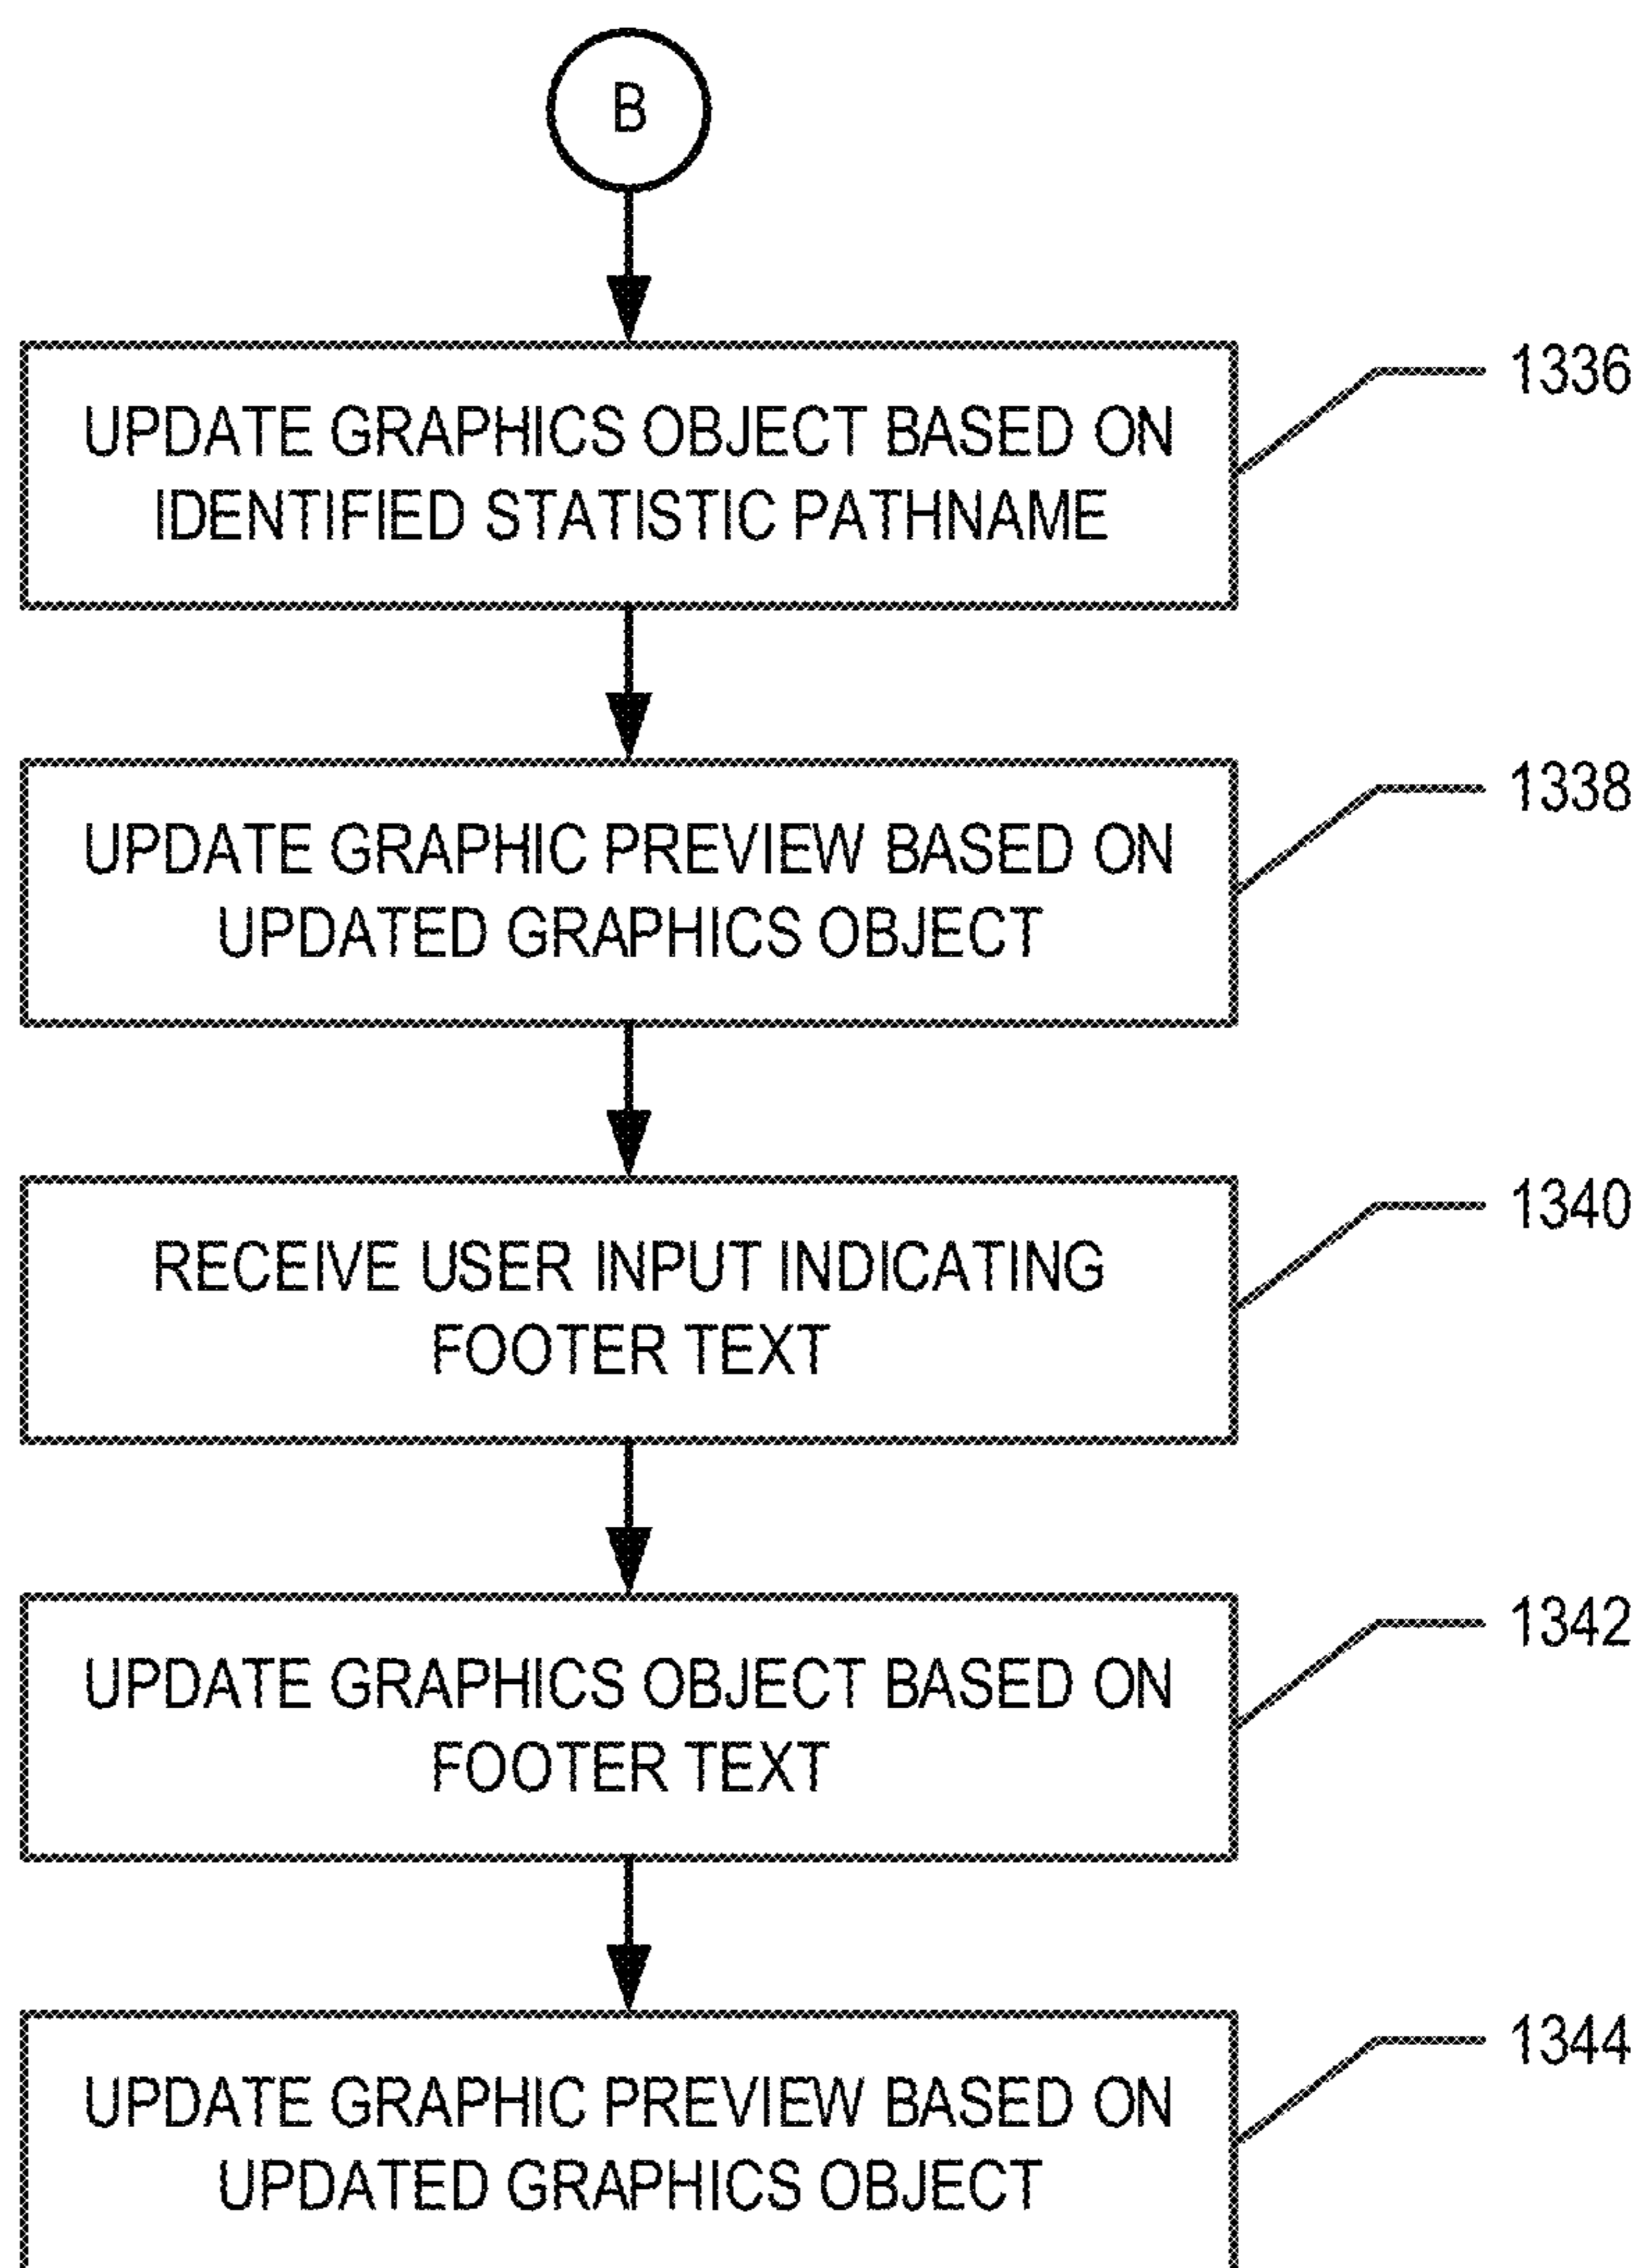 B
1336
UPDATE GRAPHICS OBJECT BASED ON
IDENTIFIED STATISTIC PATHNAME
1338
UPDATE GRAPHIC PREVIEW BASED ON
UPDATED GRAPHICS OBJECT
1340
RECEIVE USER INPUT INDICATING
FOOTER TEXT
1342
UPDATE GRAPHICS OBJECT BASED ON
FOOTER TEXT
1344
UPDATE GRAPHIC PREVIEW BASED ON
UPDATED GRAPHICS OBJECT